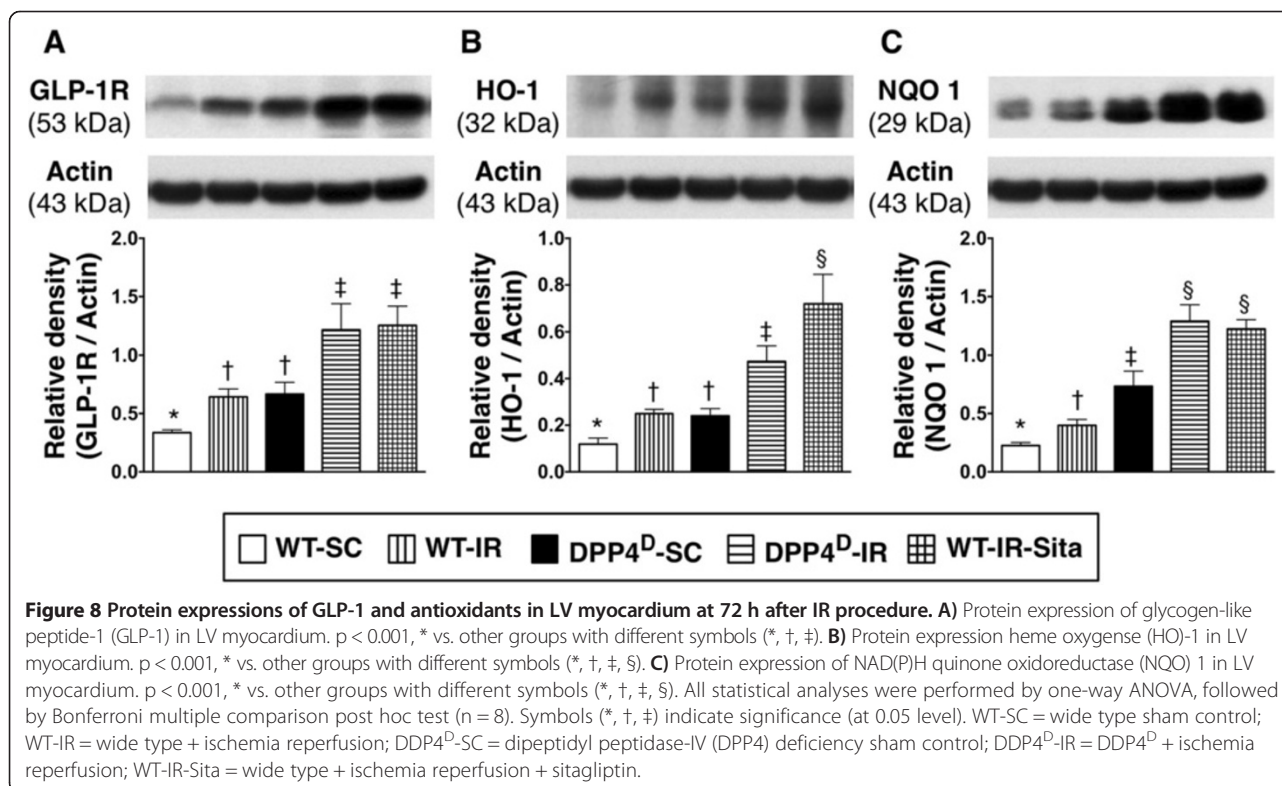 A
B
C
GLP-1R
(53 kDa)
HO-1
(32 kDa)
NQO 1
(29 kDa)
Actin
(43 kDa)
Actin
(43 kDa)
Actin
(43 kDa)
Relative density
(GLP-1R / Actin)
2.0
1.5
1.0
0.5
0.0
*
†
†
‡
‡
Relative density
(HO-1 / Actin)
1.0
0.8
0.6
0.4
0.2
0.0
*
†
†
‡
§
Relative density
(NQO 1 / Actin)
2.0
1.5
1.0
0.5
0.0
*
†
‡
§
§
WT-SC WT-IR DPP4ᴰ-SC DPP4ᴰ-IR WT-IR-Sita
Figure 8 Protein expressions of GLP-1 and antioxidants in LV myocardium at 72 h after IR procedure. A) Protein expression of glycogen-like
peptide-1 (GLP-1) in LV myocardium. p < 0.001, * vs. other groups with different symbols (*, †, ‡). B) Protein expression heme oxygense (HO)-1 in LV
myocardium. p < 0.001, * vs. other groups with different symbols (*, †, ‡, §). C) Protein expression of NAD(P)H quinone oxidoreductase (NQO) 1 in LV
myocardium. p < 0.001, * vs. other groups with different symbols (*, †, ‡, §). All statistical analyses were performed by one-way ANOVA, followed
by Bonferroni multiple comparison post hoc test (n = 8). Symbols (*, †, ‡) indicate significance (at 0.05 level). WT-SC = wide type sham control;
WT-IR = wide type + ischemia reperfusion; DDP4ᴰ-SC = dipeptidyl peptidase-IV (DPP4) deficiency sham control; DDP4ᴰ-IR = DDP4ᴰ + ischemia
reperfusion; WT-IR-Sita = wide type + ischemia reperfusion + sitagliptin.